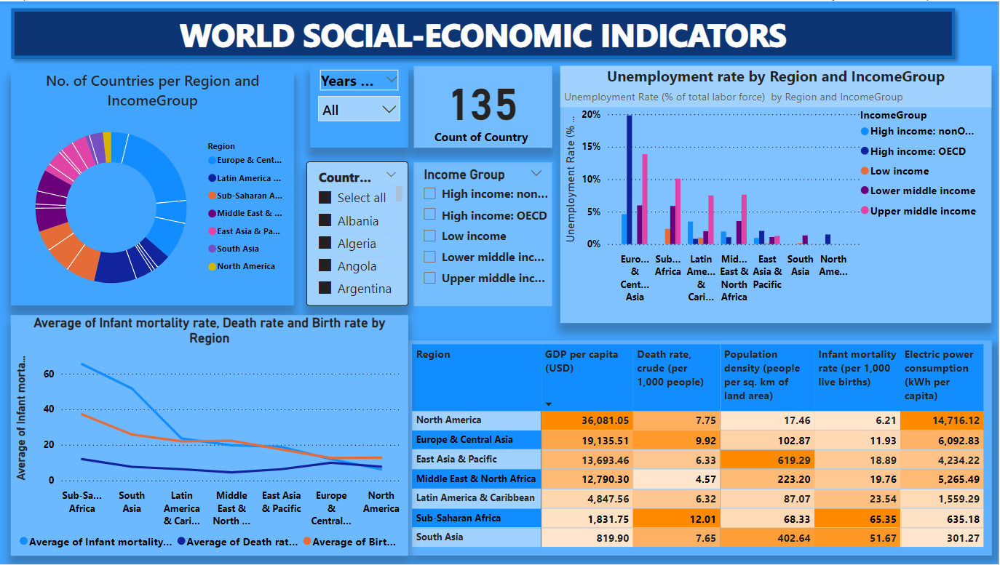 WORLD SOCIAL-ECONOMIC INDICATORS
No. of Countries per Region and
IncomeGroup
Region
Europe & Cent...
Latin America ...
Sub-Saharan A...
Middle East & ...
East Asia & Pa...
South Asia
North America
Years ...
All
135
Count of Country
Countr...
Select all
Albania
Algeria
Angola
Argentina
Income Group
High income: non...
High income: OECD
Low income
Lower middle inc...
Upper middle inc...
Unemployment rate by Region and IncomeGroup
Unemployment Rate (% of total labor force) by Region and IncomeGroup
Unemployment Rate (% ...
20%
15%
10%
5%
0%
Euro...
&
Cent...
Asia
Sub...
Africa
Latin
Ame...
&
Cari...
Mid...
East &
North
Africa
East
Asia &
Pacific
South
Asia
North
Ame...
IncomeGroup
High income: nonO...
High income: OECD
Low income
Lower middle income
Upper middle income
Average of Infant mortality rate, Death rate and Birth rate by
Region
Average of Infant morta...
60
40
20
0
Sub-Sa...
Africa
South
Asia
Latin
America
& Cari...
Middle
East &
North ...
East Asia
& Pacific
Europe
&
Central...
North
America
Average of Infant mortality... Average of Death rat... Average of Birt...
Region
GDP per capita
(USD)
Death rate,
crude (per
1,000 people)
Population
density (people
per sq. km of
land area)
Infant mortality
rate (per 1,000
live births)
Electric power
consumption
(kWh per
capita)
North America 36,081.05 7.75 17.46 6.21 14,716.12
Europe & Central Asia 19,135.51 9.92 102.87 11.93 6,092.83
East Asia & Pacific 13,693.46 6.33 619.29 18.89 4,234.22
Middle East & North Africa 12,790.30 4.57 223.20 19.76 5,265.49
Latin America & Caribbean 4,847.56 6.32 87.07 23.54 1,559.29
Sub-Saharan Africa 1,831.75 12.01 68.33 65.35 635.18
South Asia 819.90 7.65 402.64 51.67 301.27